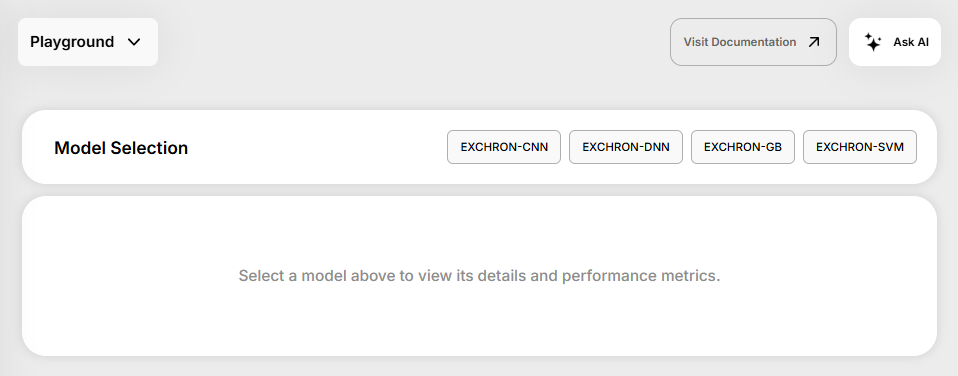 Playground
Visit Documentation
Ask AI
Model Selection
EXCHRON-CNN
EXCHRON-DNN
EXCHRON-GB
EXCHRON-SVM
Select a model above to view its details and performance metrics.